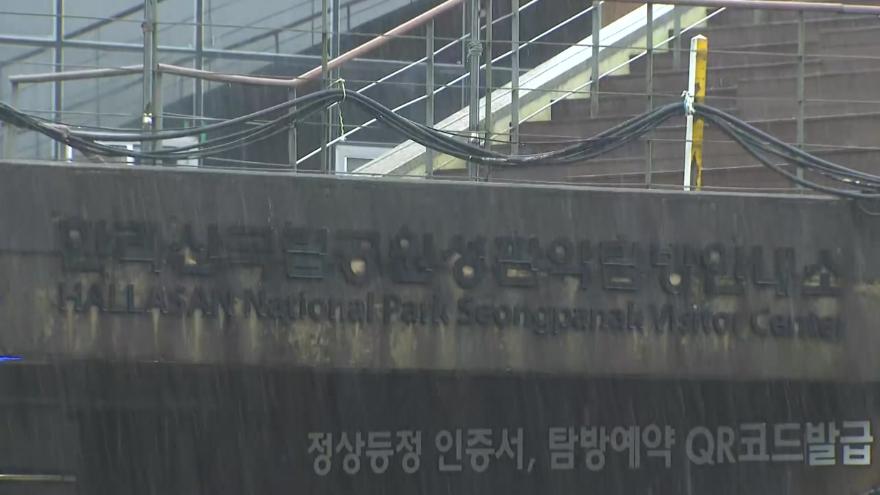 한라산국립공원성판악탐방안내소
HALLASAN National Park Seongpanak Visitor Center
정상등정 인증서, 탐방예약 QR코드발급